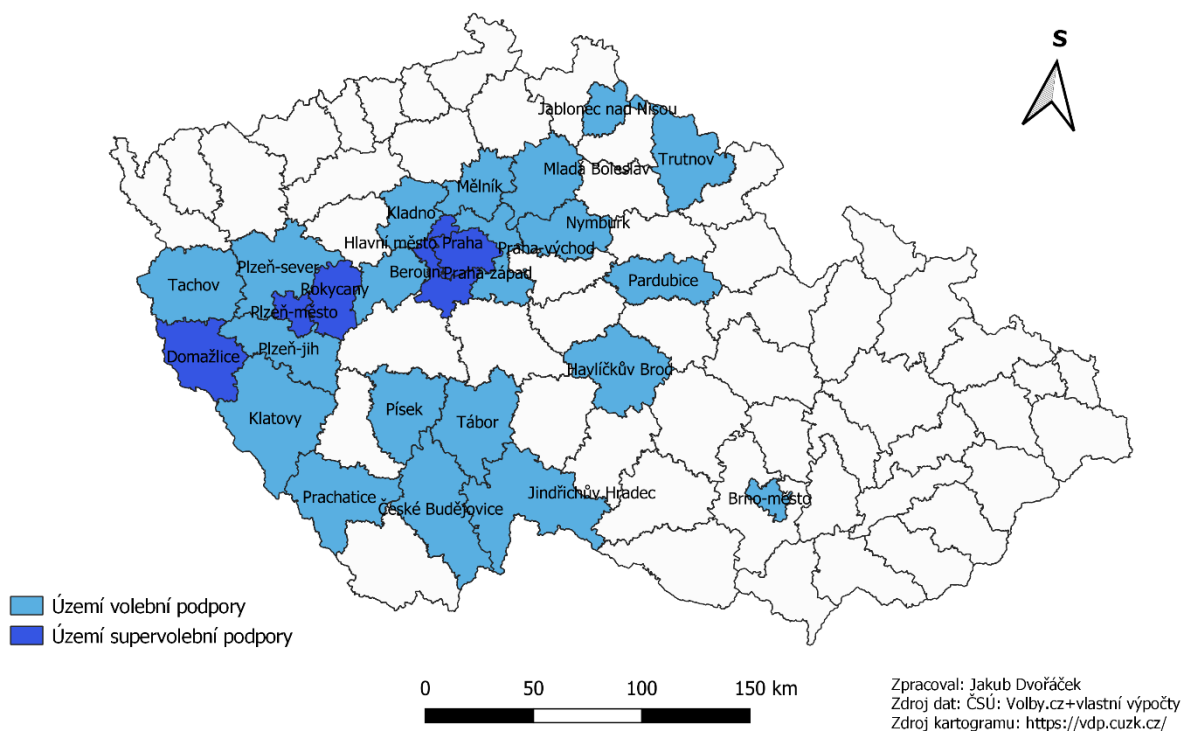 S
Jablonec nad Nisou
Trutnov
Mladá Boleslav
Mělník
Kladno
Nymburk
Hlavní město Praha
Praha-východ
Plzeň-sever
Beroun
Praha-západ
Tachov
Rokycany
Pardubice
Plzeň-město
Domažlice
Plzeň-jih
Havlíčkův Brod
Klatovy
Písek
Tábor
Prachatice
České Budějovice
Jindřichův Hradec
Brno-město
Území volební podpory
Území supervolební podpory
0 50 100 150 km
Zpracoval: Jakub Dvořáček
Zdroj dat: ČSÚ: Volby.cz+vlastní výpočty
Zdroj kartogramu: https://vdp.cuzk.cz/